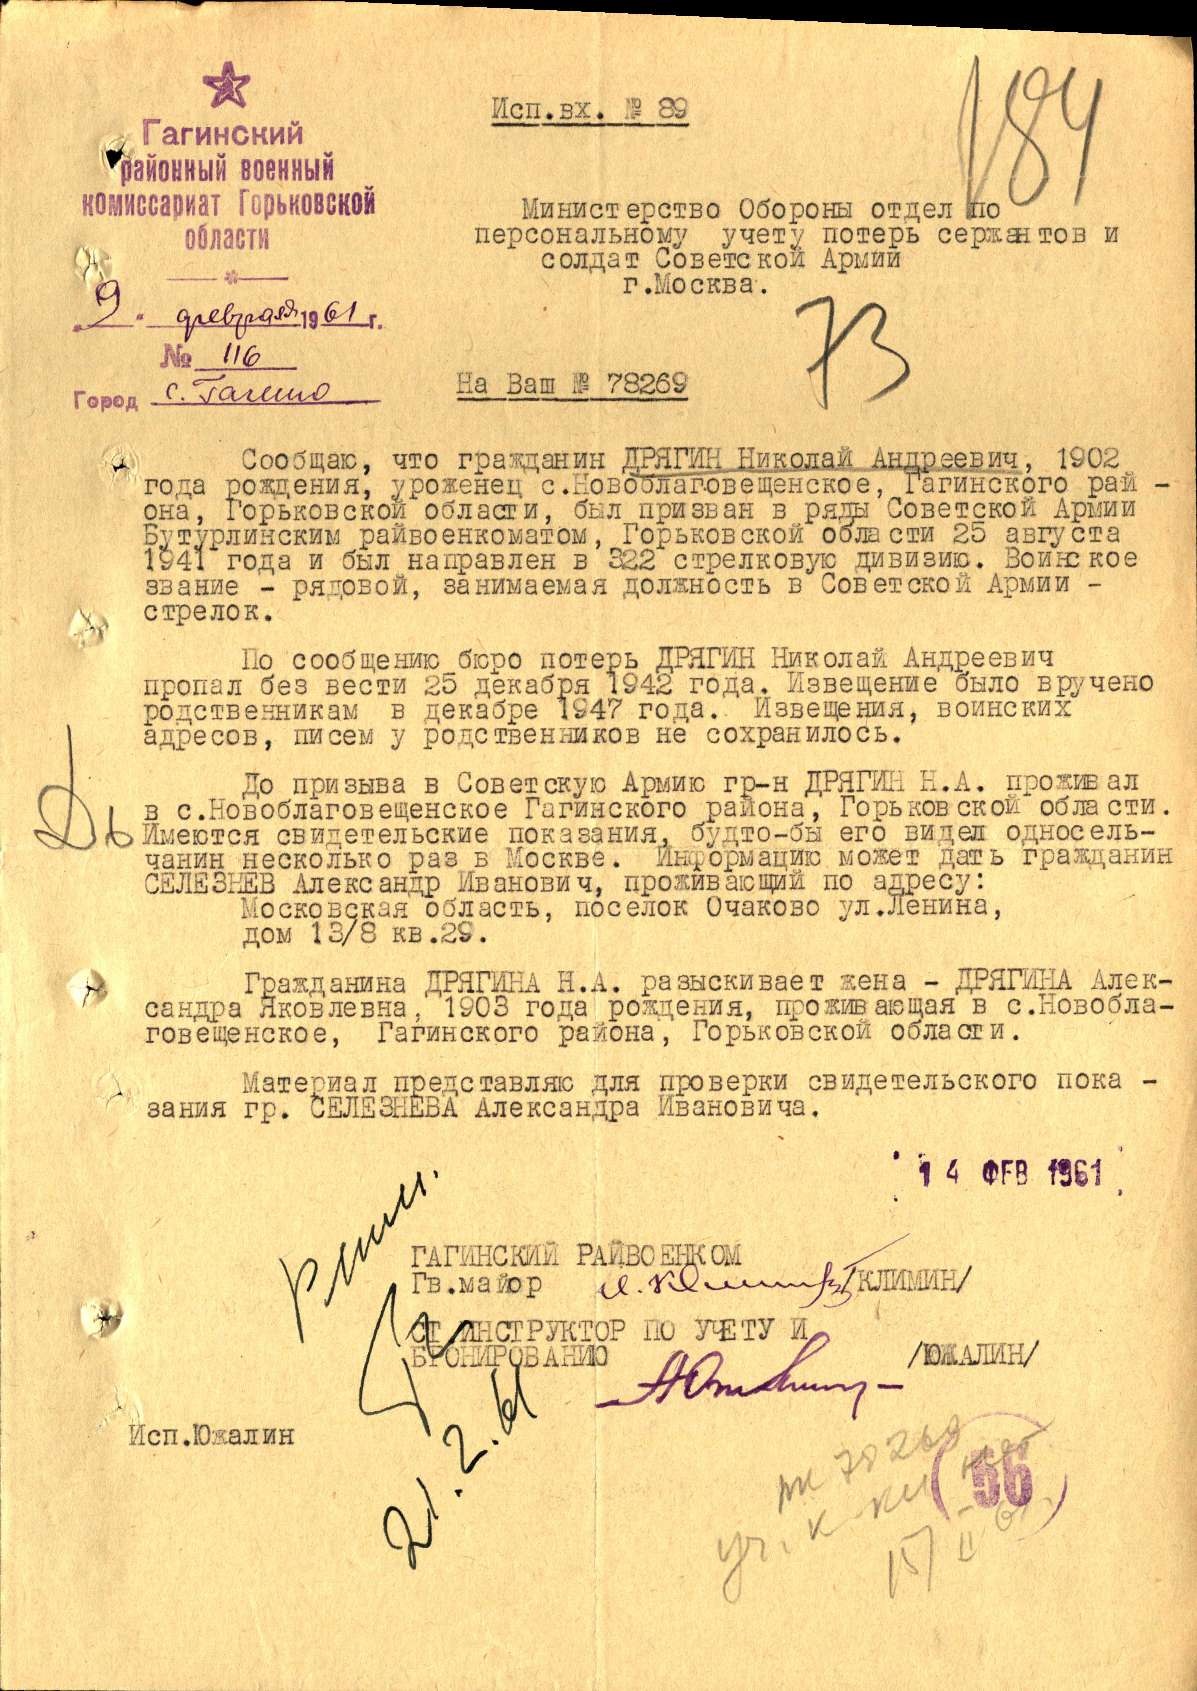 Гагинский
районный военный
комиссариат Горьковской
области
„9“ февраля 1961 г.
№ 116
Город с. Гагино
Исп.вх. № 89
184
Министерство Обороны отдел по
персональному учету потерь сержантов и
солдат Советской Армии
г.Москва.
73
На Ваш № 78269
Сообщаю, что гражданин ДРЯГИН Николай Андреевич, 1902
года рождения, уроженец с.Новоблаговещенское, Гагинского рай -
она, Горьковской области, был призван в ряды Советской Армии
Бутурлинским райвоенкоматом, Горьковской области 25 августа
1941 года и был направлен в 322 стрелковую дивизию. Воинское
звание - рядовой, занимаемая должность в Советской Армии -
стрелок.
По сообщению бюро потерь ДРЯГИН Николай Андреевич
пропал без вести 25 декабря 1942 года. Извещение было вручено
родственникам в декабре 1947 года. Извещения, воинских
адресов, писем у родственников не сохранилось.
До призыва в Советскую Армию гр-н ДРЯГИН Н.А. проживал
в с.Новоблаговещенское Гагинского района, Горьковской области.
Имеются свидетельские показания, будто-бы его видел односель-
чанин несколько раз в Москве. Информацию может дать гражданин
СЕЛЕЗНЕВ Александр Иванович, проживающий по адресу:
Московская область, поселок Очаково ул.Ленина,
дом 13/8 кв.29.
Гражданина ДРЯГИНА Н.А. разыскивает жена - ДРЯГИНА Алек-
сандра Яковлевна, 1903 года рождения, проживающая в с.Новобла-
говещенское, Гагинского района, Горьковской области.
Материал представляю для проверки свидетельского пока -
зания гр. СЕЛЕЗНЕВА Александра Ивановича.
14 ФЕВ 1961
ГАГИНСКИЙ РАЙВОЕНКОМ
Гв.майор /КЛИМИН/
СТ ИНСТРУКТОР ПО УЧЕТУ И
БРОНИРОВАНИЮ /ЮЖАЛИН/
21.2.61
Исп.Южалин
78269
56